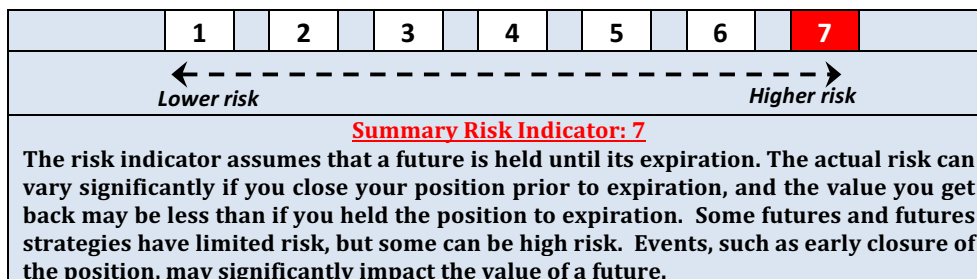 1 2 3 4 5 6 7
Lower risk Higher risk
Summary Risk Indicator: 7
The risk indicator assumes that a future is held until its expiration. The actual risk can
vary significantly if you close your position prior to expiration, and the value you get
back may be less than if you held the position to expiration. Some futures and futures
strategies have limited risk, but some can be high risk. Events, such as early closure of
the position, may significantly impact the value of a future.